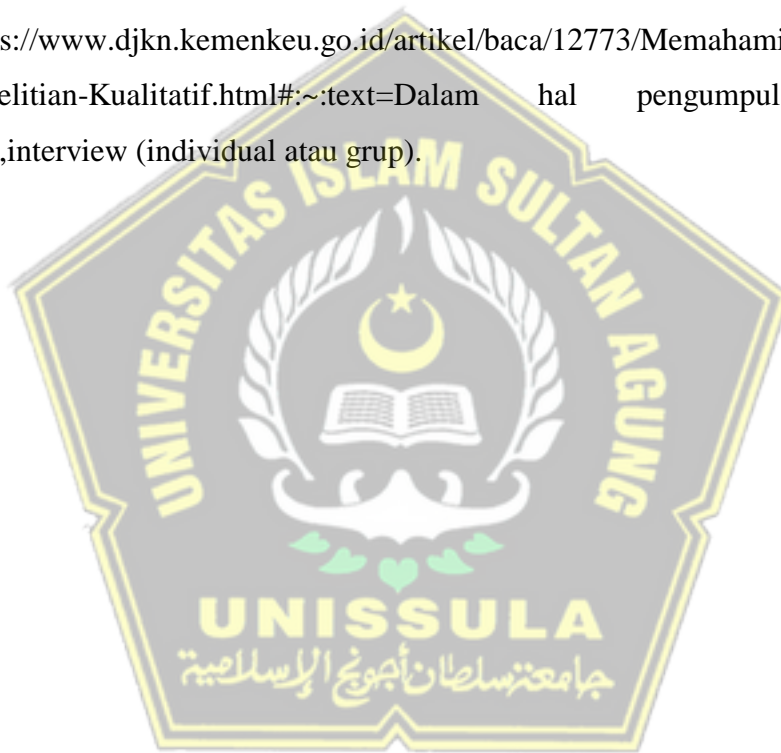 s://www.djkn.kemenkeu.go.id/artikel/baca/12773/Memahami
elitian-Kualitatif.html#:~:text=Dalam hal pengumpul
,interview (individual atau grup).
UNIVERSITAS ISLAM SULTAN AGUNG
UNISSULA
جامعة سلطان أجونج الإسلامية